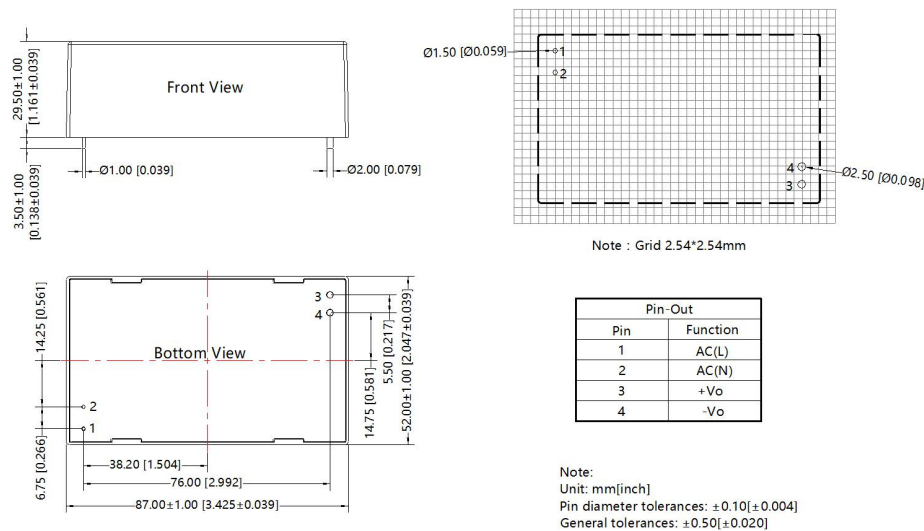 29.50±1.00
[1.161±0.039]
Front View
3.50±1.00
[0.138±0.039]
Ø1.00 [0.039]
Ø2.00 [0.079]
Ø1.50 [Ø0.059]
1
2
4
3
Ø2.50 [Ø0.098]
Note : Grid 2.54*2.54mm
14.25 [0.561]
6.75 [0.266]
Bottom View
3
4
2
1
5.50 [0.217]
14.75 [0.581]
52.00±1.00 [2.047±0.039]
38.20 [1.504]
76.00 [2.992]
87.00±1.00 [3.425±0.039]
Pin-Out
Pin Function
1 AC(L)
2 AC(N)
3 +Vo
4 -Vo
Note:
Unit: mm[inch]
Pin diameter tolerances: ±0.10[±0.004]
General tolerances: ±0.50[±0.020]